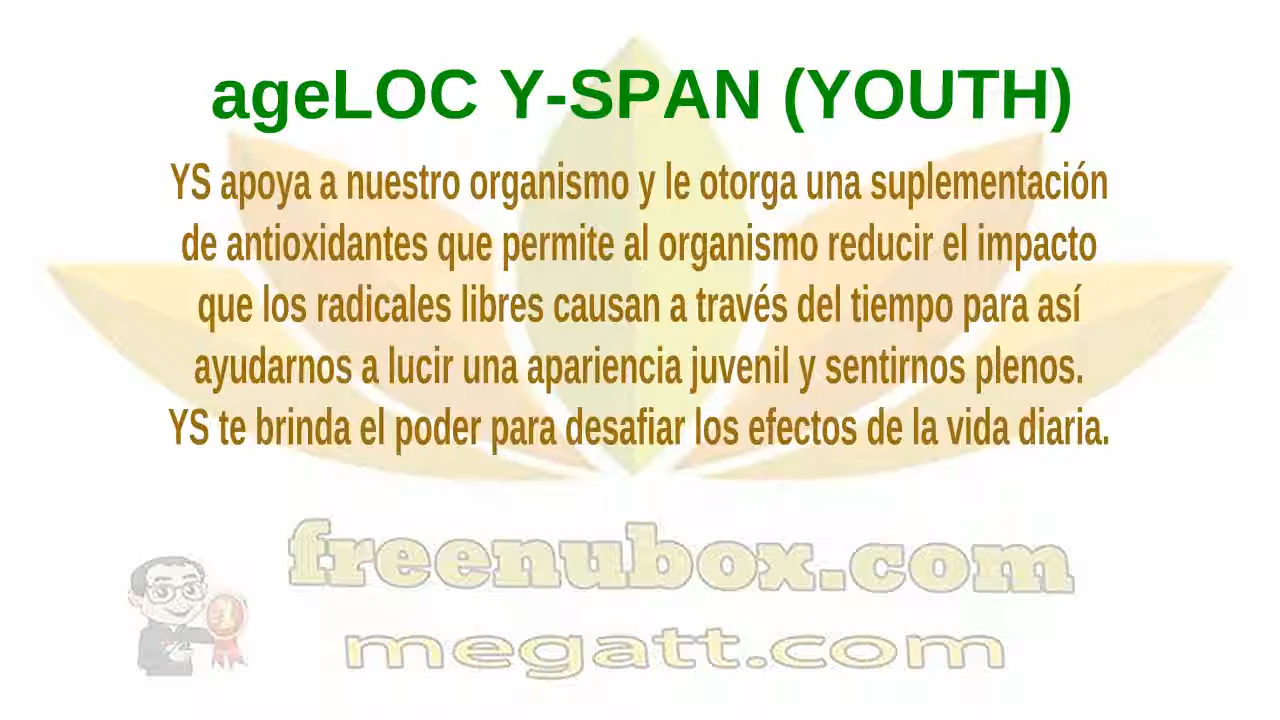 ageLOC Y-SPAN (YOUTH)
YS apoya a nuestro organismo y le otorga una suplementación
de antioxidantes que permite al organismo reducir el impacto
que los radicales libres causan a través del tiempo para así
ayudarnos a lucir una apariencia juvenil y sentirnos plenos.
YS te brinda el poder para desafiar los efectos de la vida diaria.
freenubox.com
megatt.com